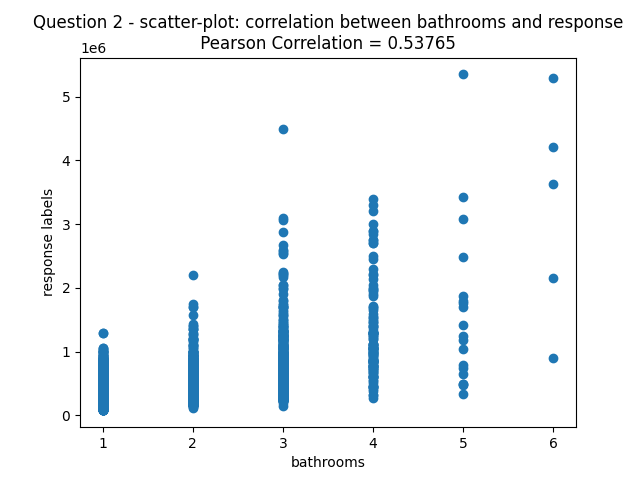 Question 2 - scatter-plot: correlation between bathrooms and response
Pearson Correlation = 0.53765
1e6
5
4
3
2
1
0
response labels
1 2 3 4 5 6
bathrooms